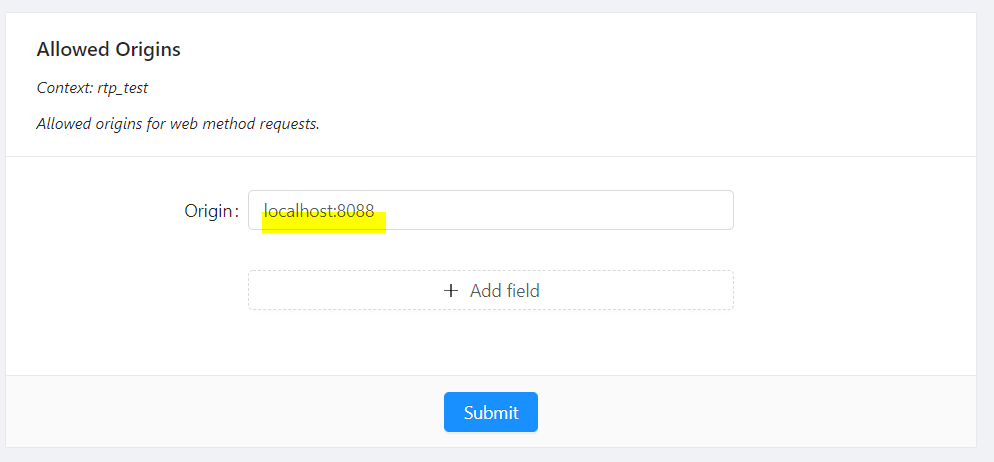 Allowed Origins
Context: rtp_test
Allowed origins for web method requests.
Origin: localhost:8088
+ Add field
Submit